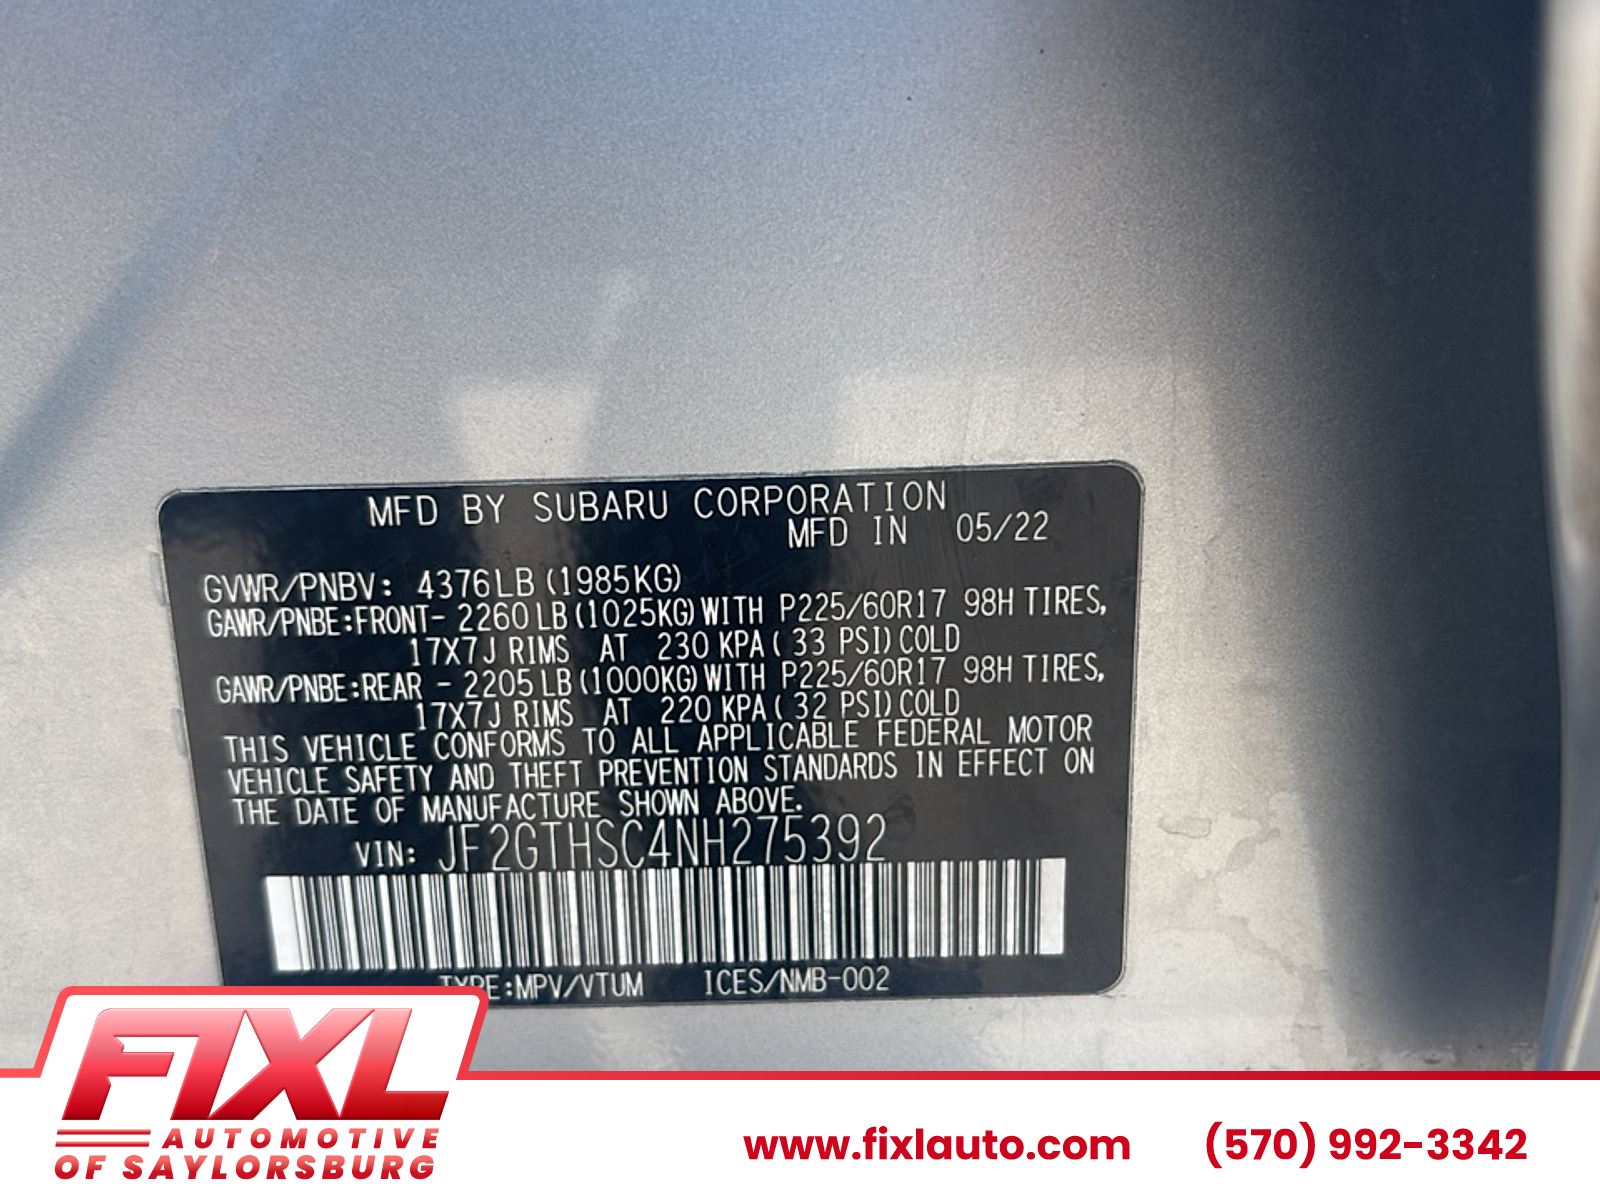 MFD BY SUBARU CORPORATION
MFD IN 05/22
GVWR/PNBV: 4376LB(1985KG)
GAWR/PNBE:FRONT- 2260LB(1025KG)WITH P225/60R17 98H TIRES,
17X7J RIMS AT 230 KPA( 33 PSI)COLD
GAWR/PNBE:REAR - 2205LB(1000KG)WITH P225/60R17 98H TIRES,
17X7J RIMS AT 220 KPA( 32 PSI)COLD
THIS VEHICLE CONFORMS TO ALL APPLICABLE FEDERAL MOTOR
VEHICLE SAFETY AND THEFT PREVENTION STANDARDS IN EFFECT ON
THE DATE OF MANUFACTURE SHOWN ABOVE.
VIN: JF2GTHSC4NH275392
TYPE:MPV/VTUM ICES/NMB-002
FIXL
AUTOMOTIVE
OF SAYLORSBURG
www.fixlauto.com (570) 992-3342